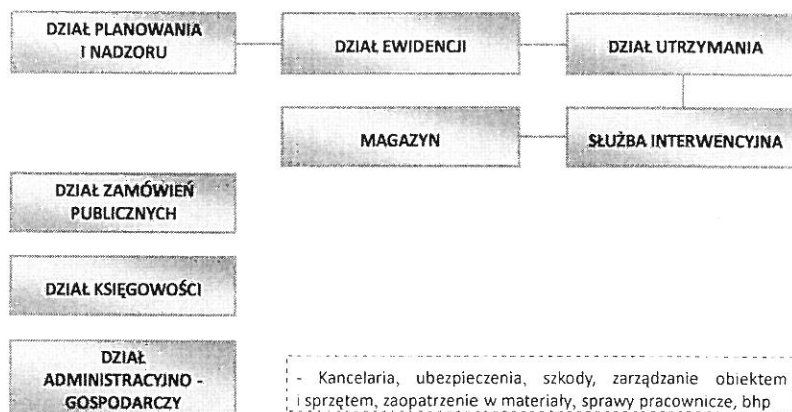 DZIAŁ PLANOWANIA
I NADZORU
DZIAŁ EWIDENCJI
DZIAŁ UTRZYMANIA
MAGAZYN
SŁUŻBA INTERWENCYJNA
DZIAŁ ZAMÓWIEŃ
PUBLICZNYCH
DZIAŁ KSIĘGOWOŚCI
DZIAŁ
ADMINISTRACYJNO -
GOSPODARCZY
- Kancelaria, ubezpieczenia, szkody, zarządzanie obiektem
i sprzętem, zaopatrzenie w materiały, sprawy pracownicze, bhp